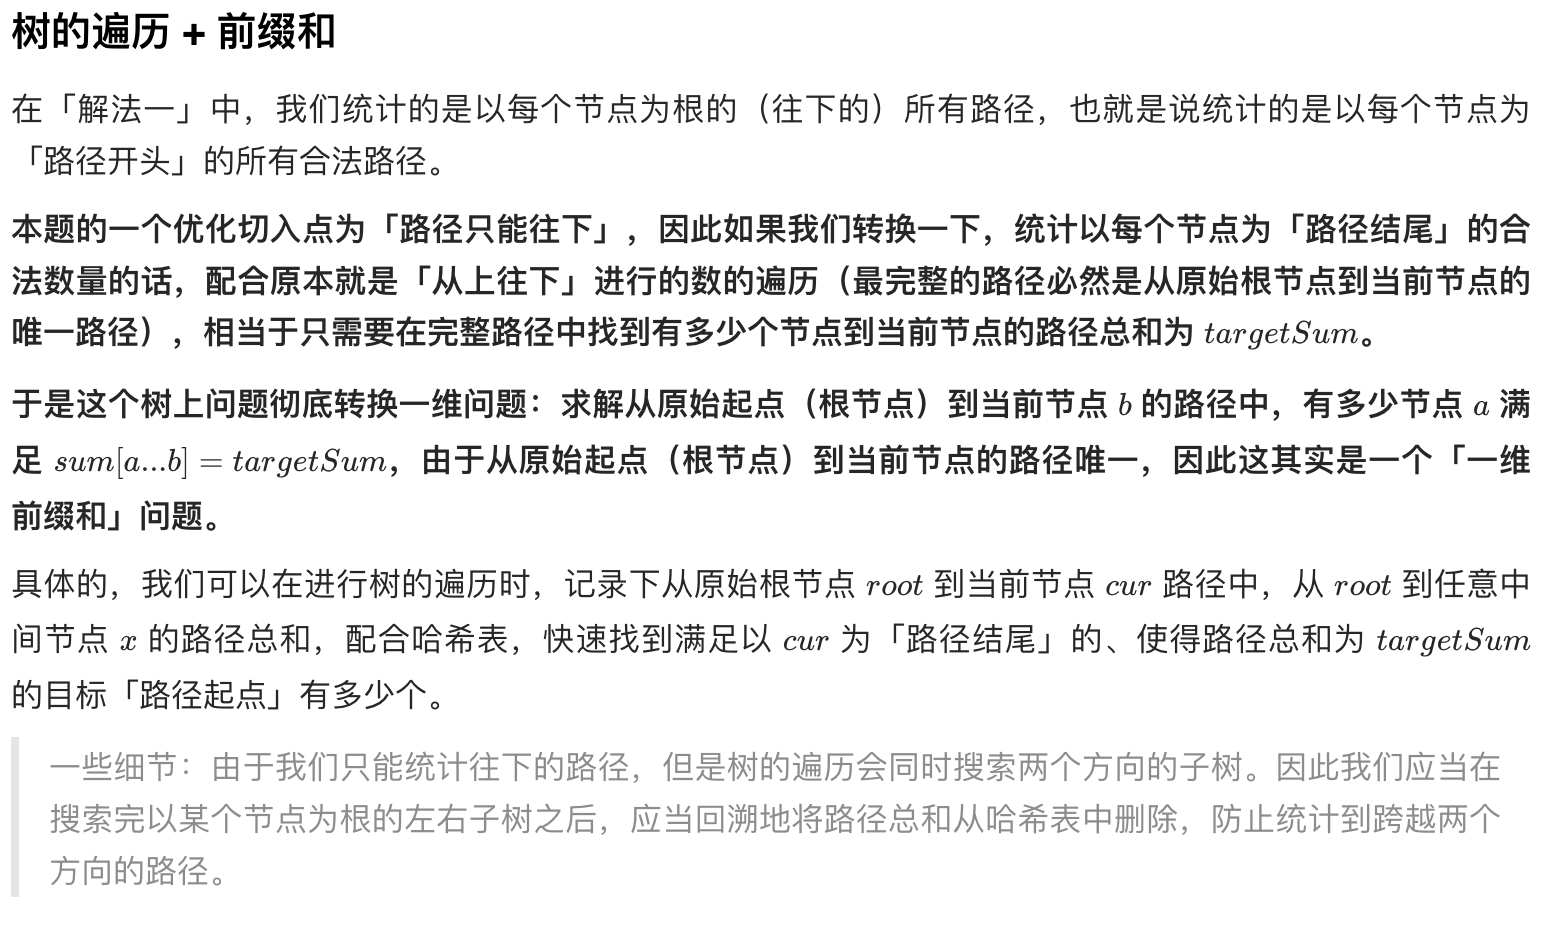 树的遍历 + 前缀和
在「解法一」中，我们统计的是以每个节点为根的（往下的）所有路径，也就是说统计的是以每个节点为
「路径开头」的所有合法路径。
本题的一个优化切入点为「路径只能往下」，因此如果我们转换一下，统计以每个节点为「路径结尾」的合
法数量的话，配合原本就是「从上往下」进行的数的遍历（最完整的路径必然是从原始根节点到当前节点的
唯一路径），相当于只需要在完整路径中找到有多少个节点到当前节点的路径总和为 targetSum。
于是这个树上问题彻底转换一维问题：求解从原始起点（根节点）到当前节点 b 的路径中，有多少节点 a 满
足 sum[a...b] = targetSum，由于从原始起点（根节点）到当前节点的路径唯一，因此这其实是一个「一维
前缀和」问题。
具体的，我们可以在进行树的遍历时，记录下从原始根节点 root 到当前节点 cur 路径中，从 root 到任意中
间节点 x 的路径总和，配合哈希表，快速找到满足以 cur 为「路径结尾」的、使得路径总和为 targetSum
的目标「路径起点」有多少个。
一些细节：由于我们只能统计往下的路径，但是树的遍历会同时搜索两个方向的子树。因此我们应当在
搜索完以某个节点为根的左右子树之后，应当回溯地将路径总和从哈希表中删除，防止统计到跨越两个
方向的路径。